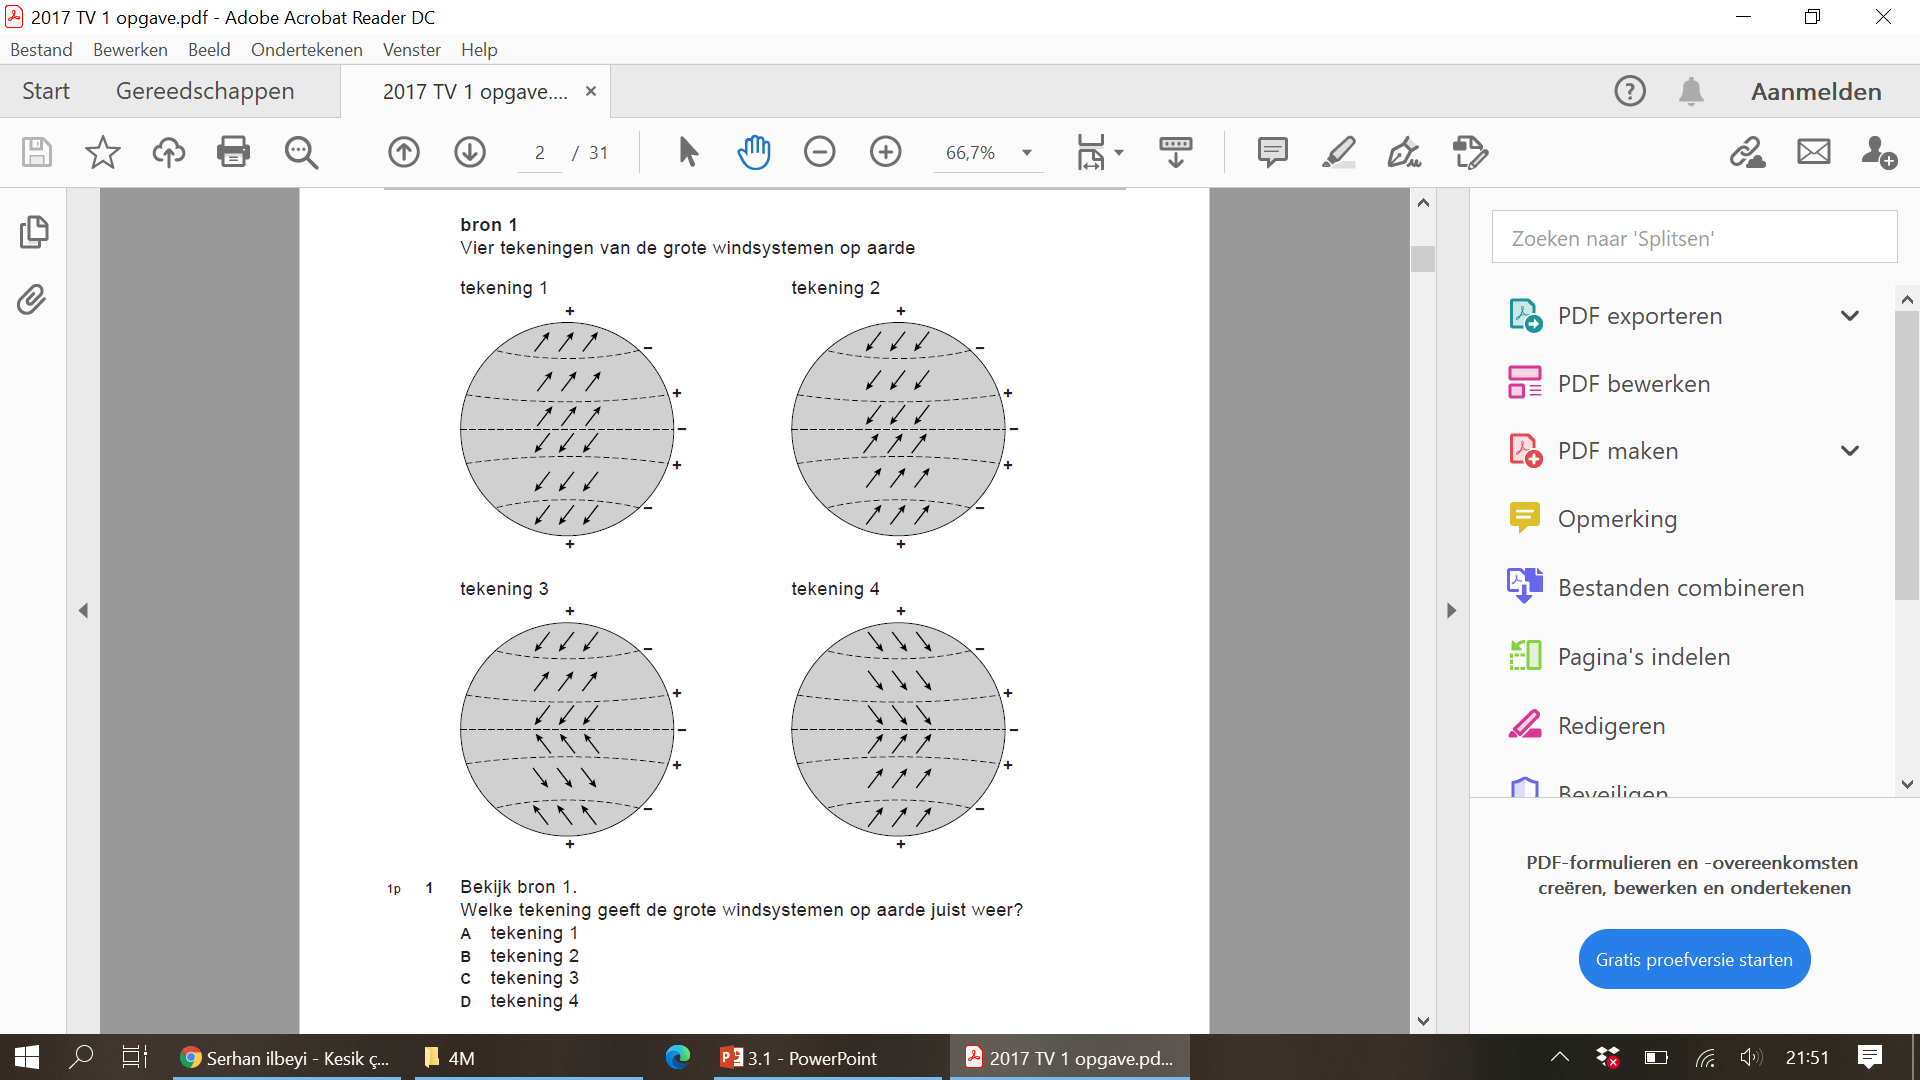 2017 TV 1 opgave.pdf - Adobe Acrobat Reader DC
Bestand Bewerken Beeld Ondertekenen Venster Help
Start Gereedschappen 2017 TV 1 opgave.... × Aanmelden
2 / 31 66,7%
bron 1
Vier tekeningen van de grote windsystemen op aarde
tekening 1 tekening 2
+ +
− −
+ +
− −
+ +
− −
+ +
tekening 3 tekening 4
+ +
− −
+ +
− −
+ +
− −
+ +
1p 1 Bekijk bron 1.
Welke tekening geeft de grote windsystemen op aarde juist weer?
A tekening 1
B tekening 2
C tekening 3
D tekening 4
Zoeken naar 'Splitsen'
PDF exporteren
PDF bewerken
PDF maken
Opmerking
Bestanden combineren
Pagina's indelen
Redigeren
Beveiligen
PDF-formulieren en -overeenkomsten
creëren, bewerken en ondertekenen
Gratis proefversie starten
Serhan ilbeyi - Kesik ç... 4M 3.1 - PowerPoint 2017 TV 1 opgave.pd... 21:51